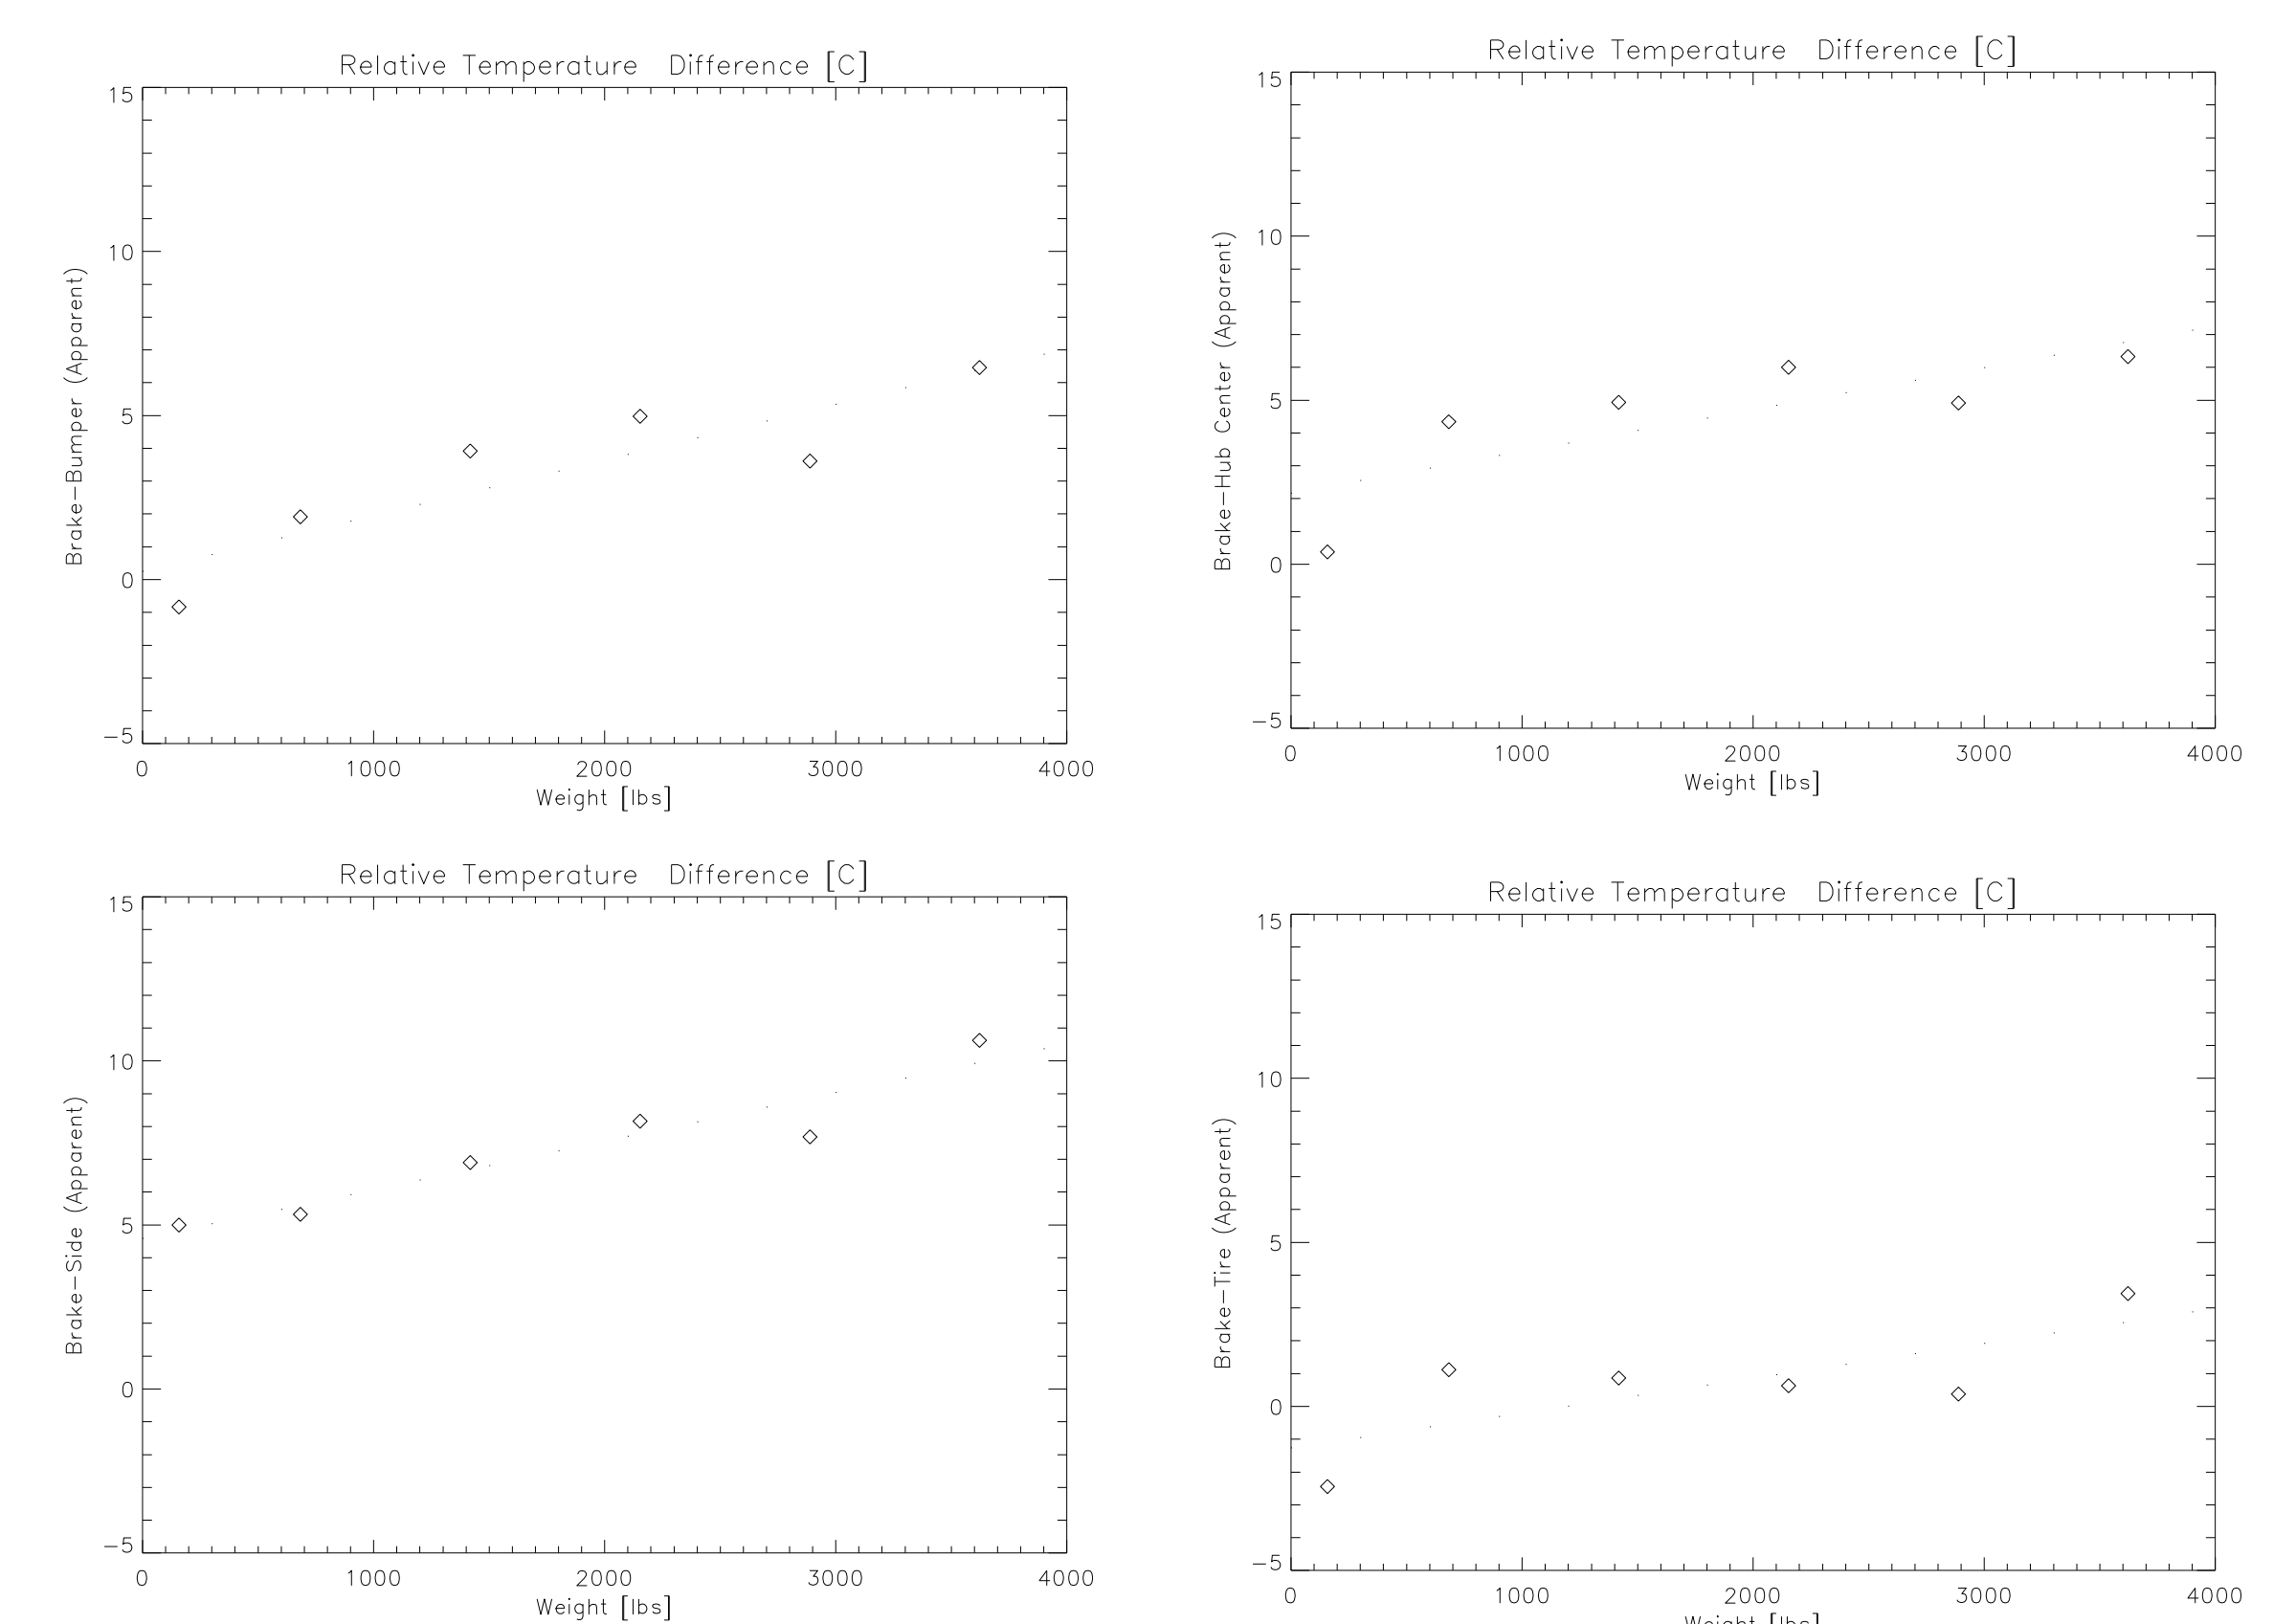 Relative Temperature Difference [C]
15
10
5
0
−5
Brake−Bumper (Apparent)
0 1000 2000 3000 4000
Weight [lbs]
Relative Temperature Difference [C]
15
10
5
0
−5
Brake−Hub Center (Apparent)
0 1000 2000 3000 4000
Weight [lbs]
Relative Temperature Difference [C]
15
10
5
0
−5
Brake−Side (Apparent)
0 1000 2000 3000 4000
Weight [lbs]
Relative Temperature Difference [C]
15
10
5
0
−5
Brake−Tire (Apparent)
0 1000 2000 3000 4000
Weight [lbs]